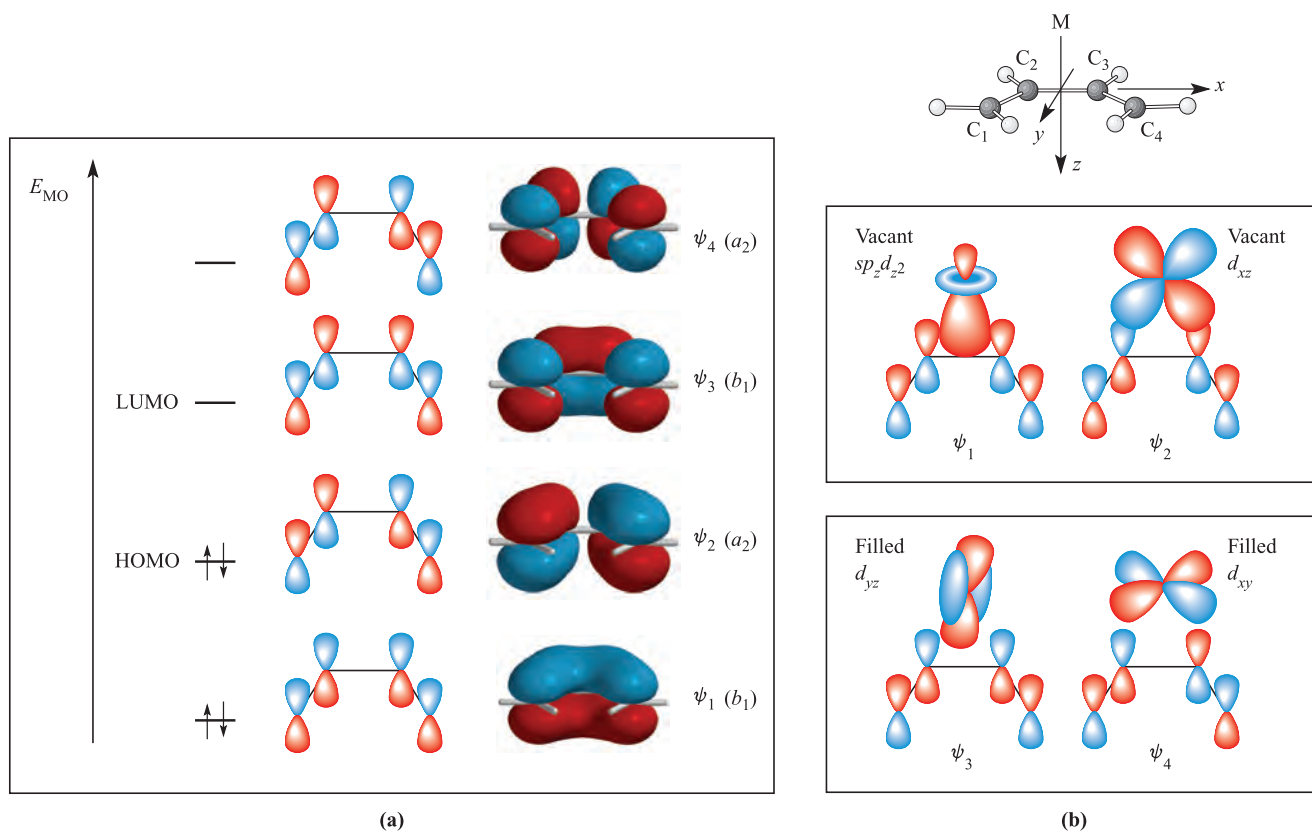 E_MO
LUMO
HOMO
ψ₄ (a₂)
ψ₃ (b₁)
ψ₂ (a₂)
ψ₁ (b₁)
(a)
M
C₂
C₃
x
C₁
y
C₄
z
Vacant
sp_z d_z²
Vacant
d_xz
ψ₁
ψ₂
Filled
d_yz
Filled
d_xy
ψ₃
ψ₄
(b)